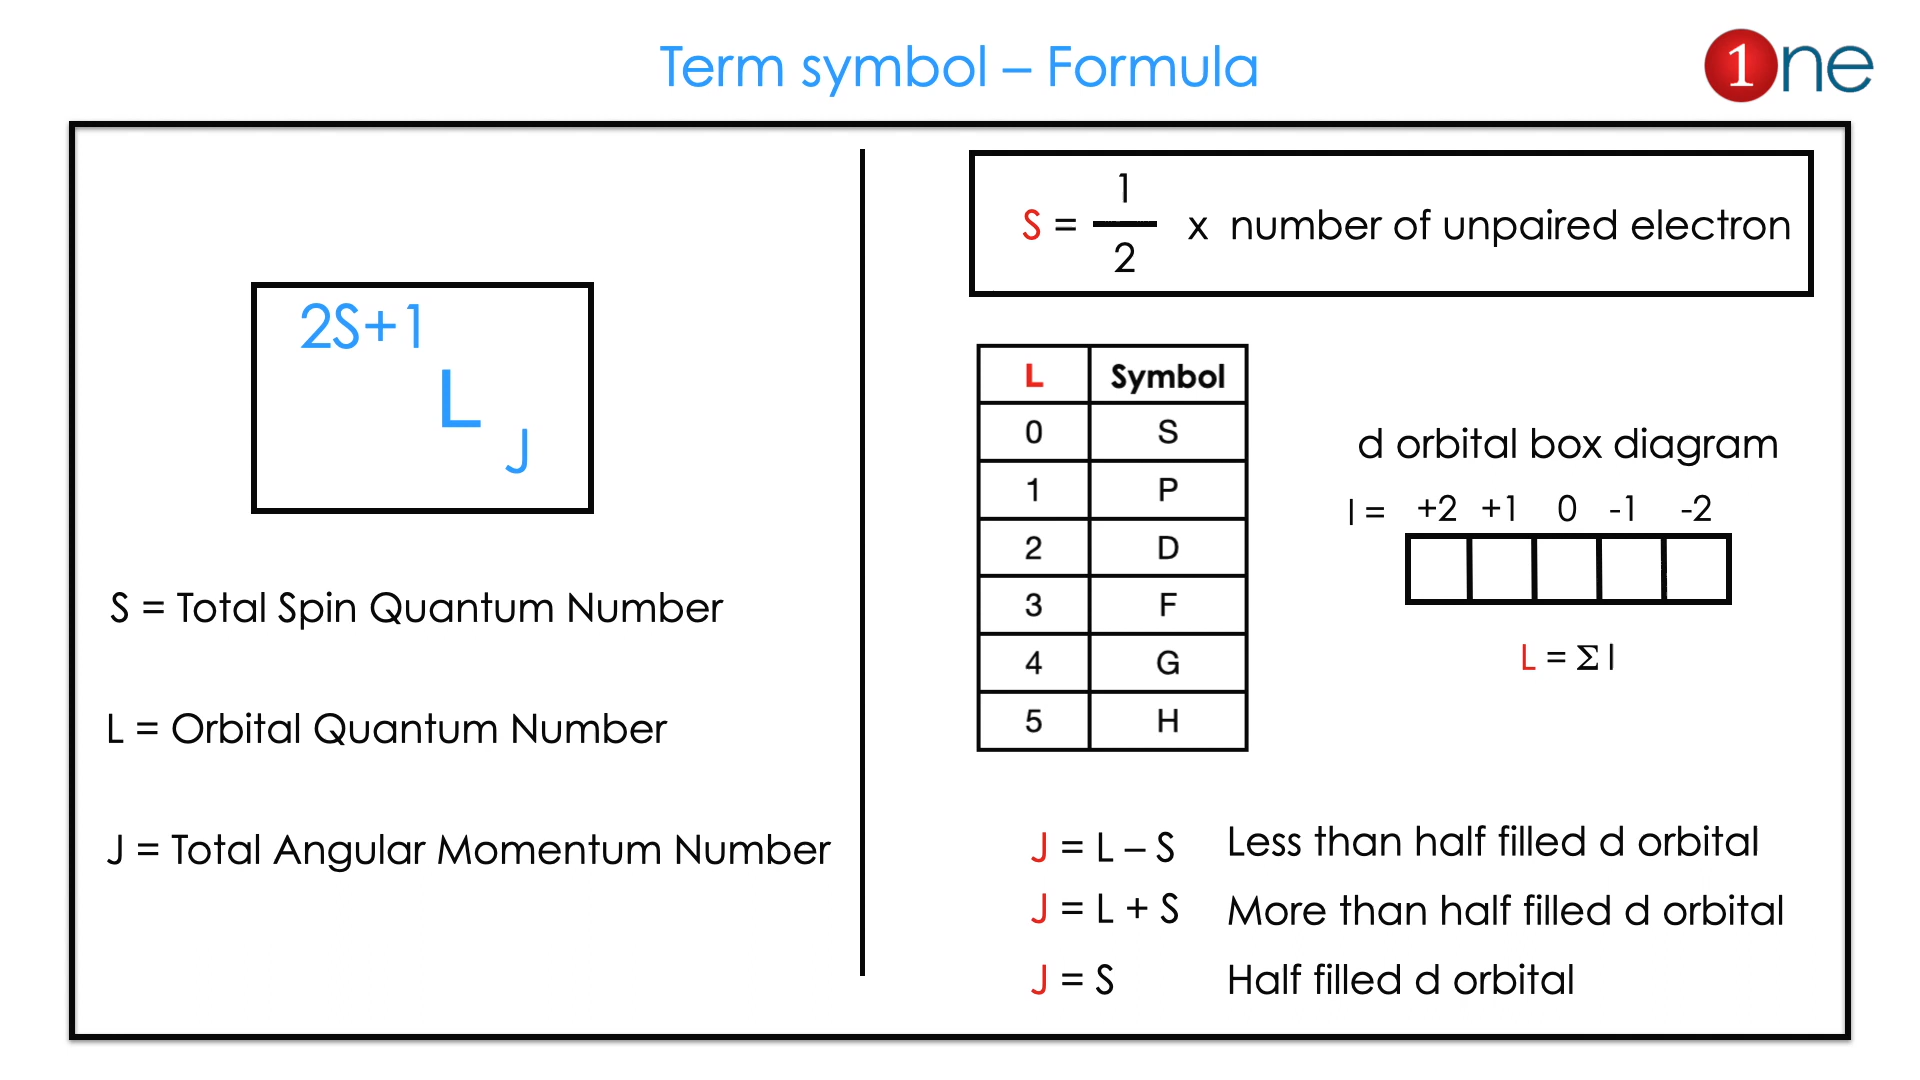 Term symbol – Formula
1ne
2S+1
L
J
S = Total Spin Quantum Number
L = Orbital Quantum Number
J = Total Angular Momentum Number
S = 1/2 x number of unpaired electron
L Symbol
0 S
1 P
2 D
3 F
4 G
5 H
d orbital box diagram
l = +2 +1 0 -1 -2
L = Σ l
J = L – S Less than half filled d orbital
J = L + S More than half filled d orbital
J = S Half filled d orbital